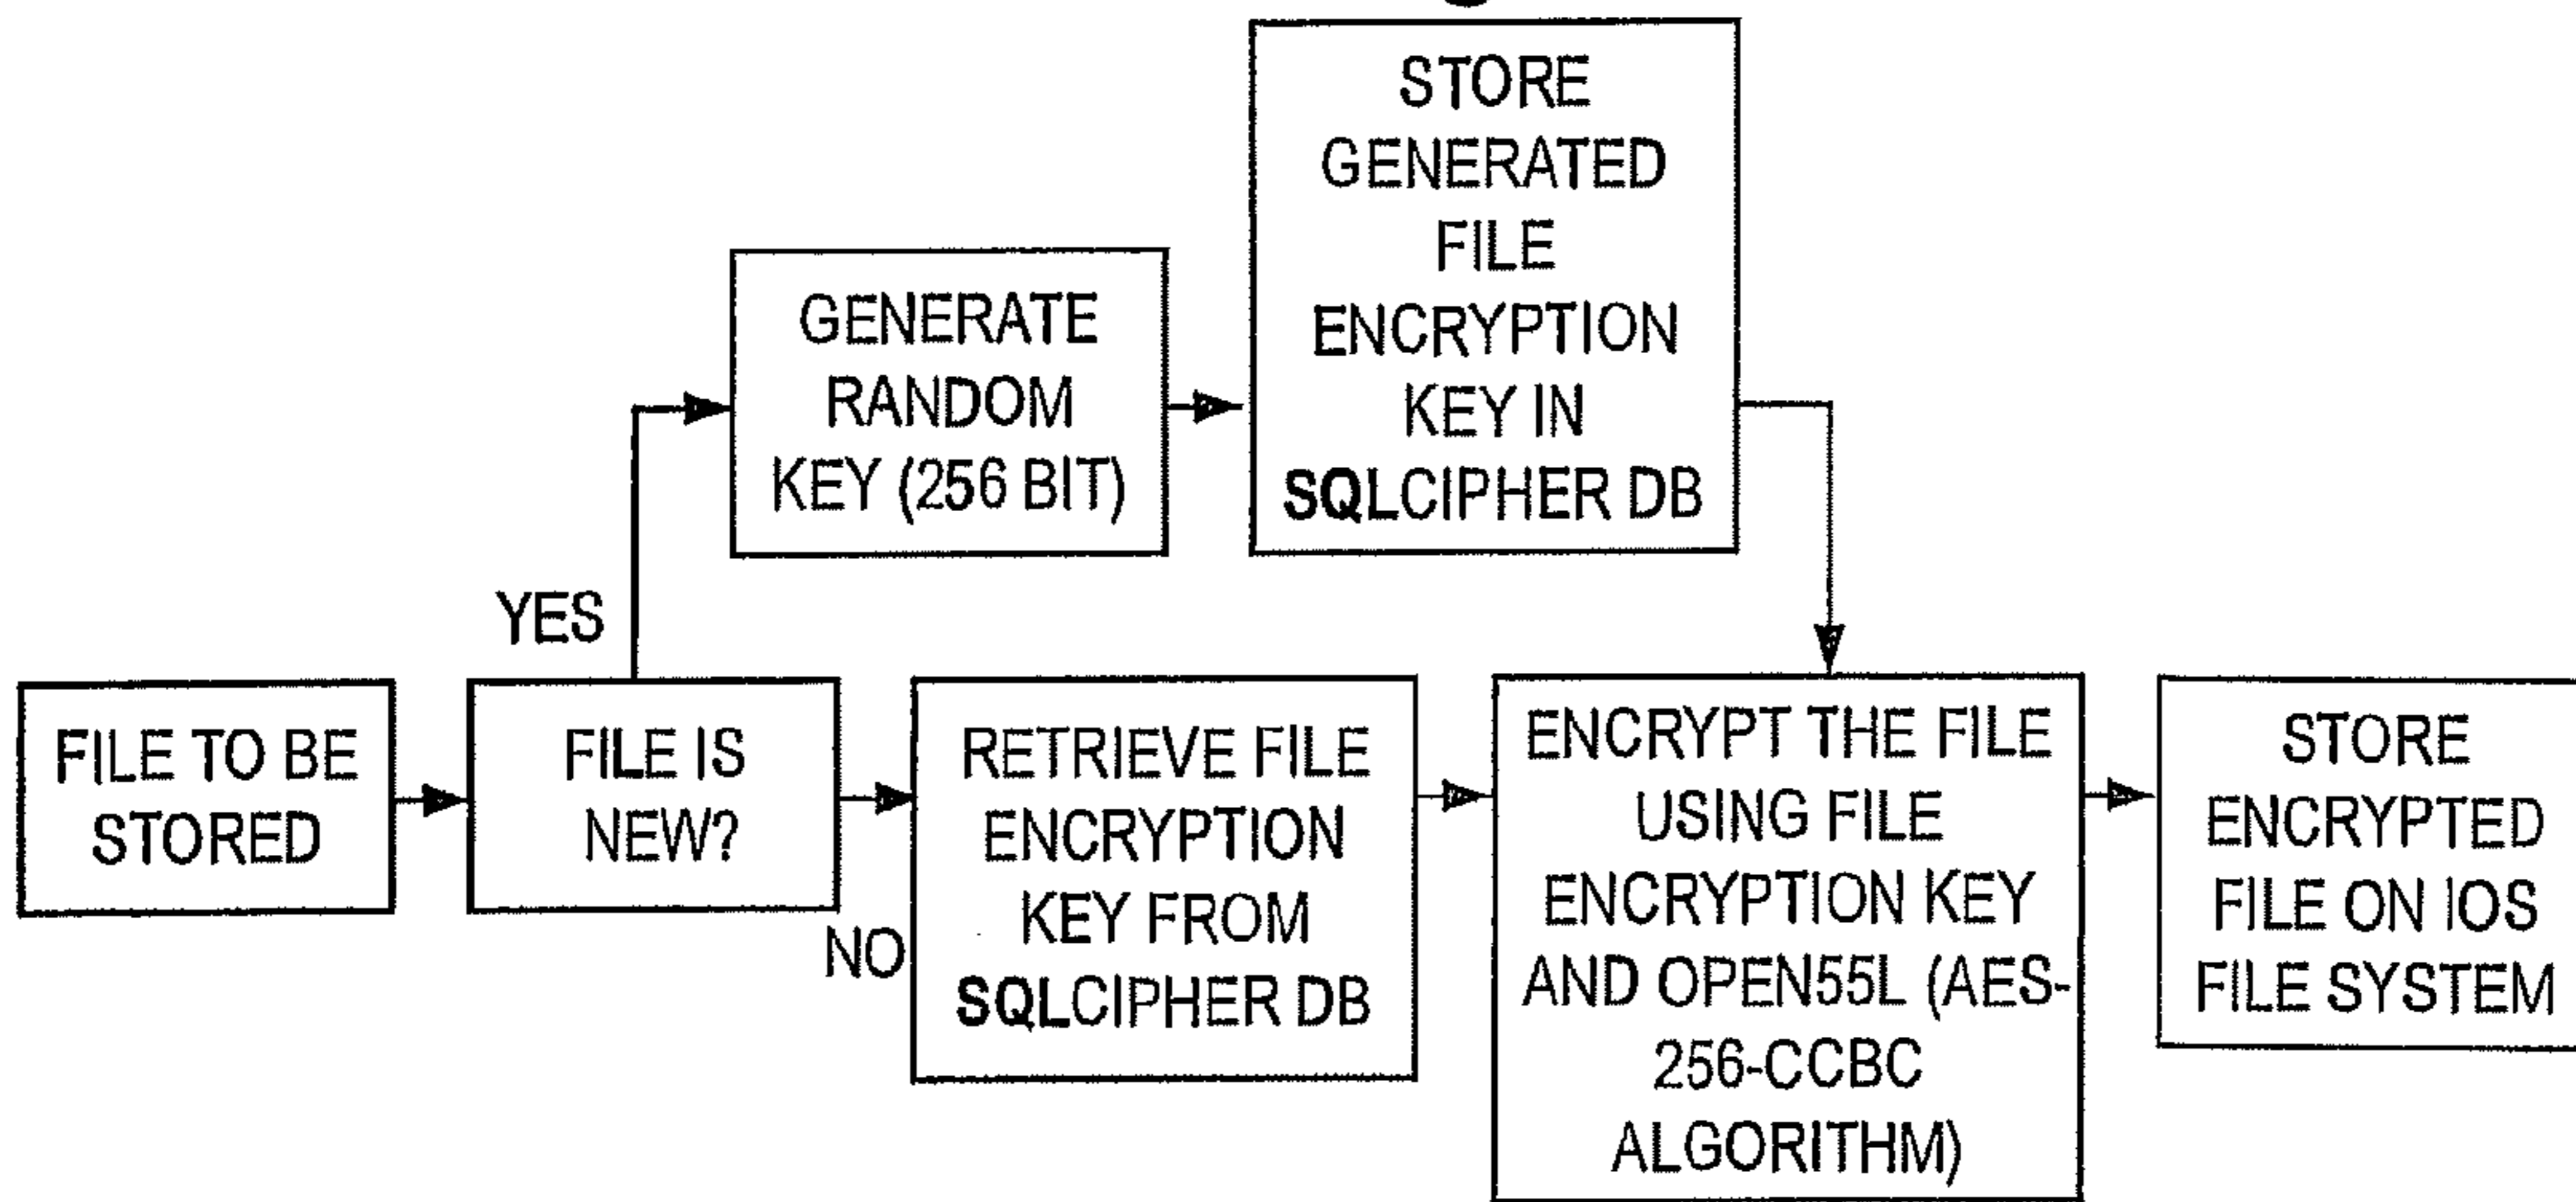 STORE
GENERATED
FILE
ENCRYPTION
KEY IN
SQLCIPHER DB
GENERATE
RANDOM
KEY (256 BIT)
YES
FILE TO BE
STORED
FILE IS
NEW?
NO
RETRIEVE FILE
ENCRYPTION
KEY FROM
SQLCIPHER DB
ENCRYPT THE FILE
USING FILE
ENCRYPTION KEY
AND OPEN55L (AES-
256-CCBC
ALGORITHM)
STORE
ENCRYPTED
FILE ON IOS
FILE SYSTEM